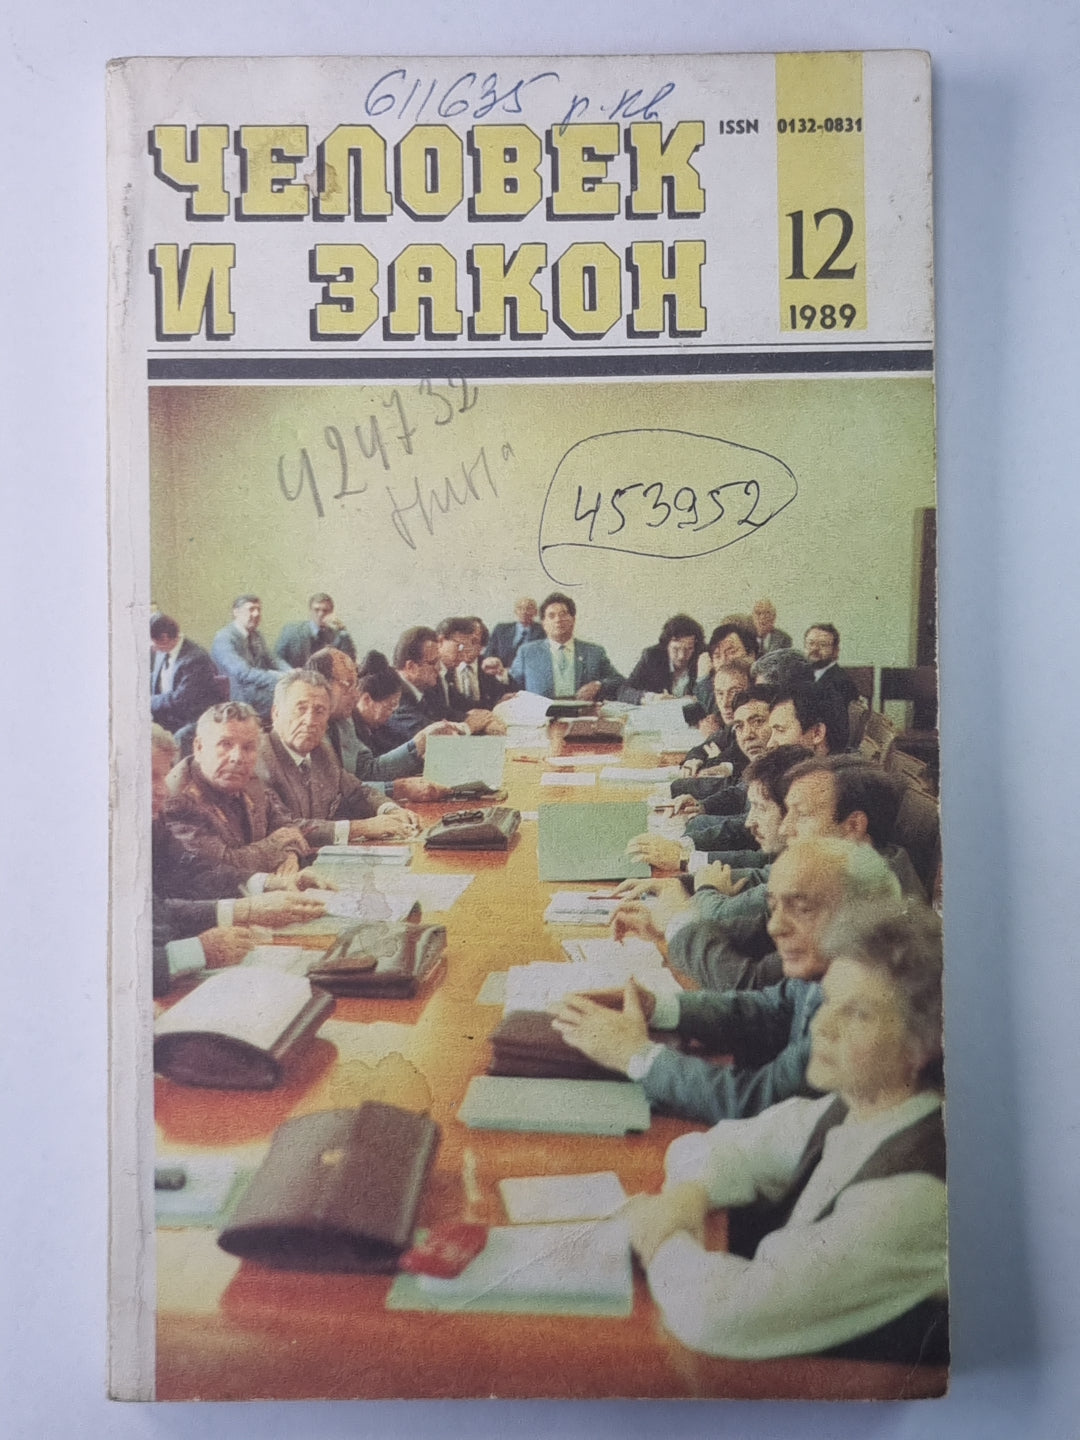 611635 р.кв
ЧЕЛОВЕК
И ЗАКОН
ISSN 0132-0831
12
1989
424732
453952